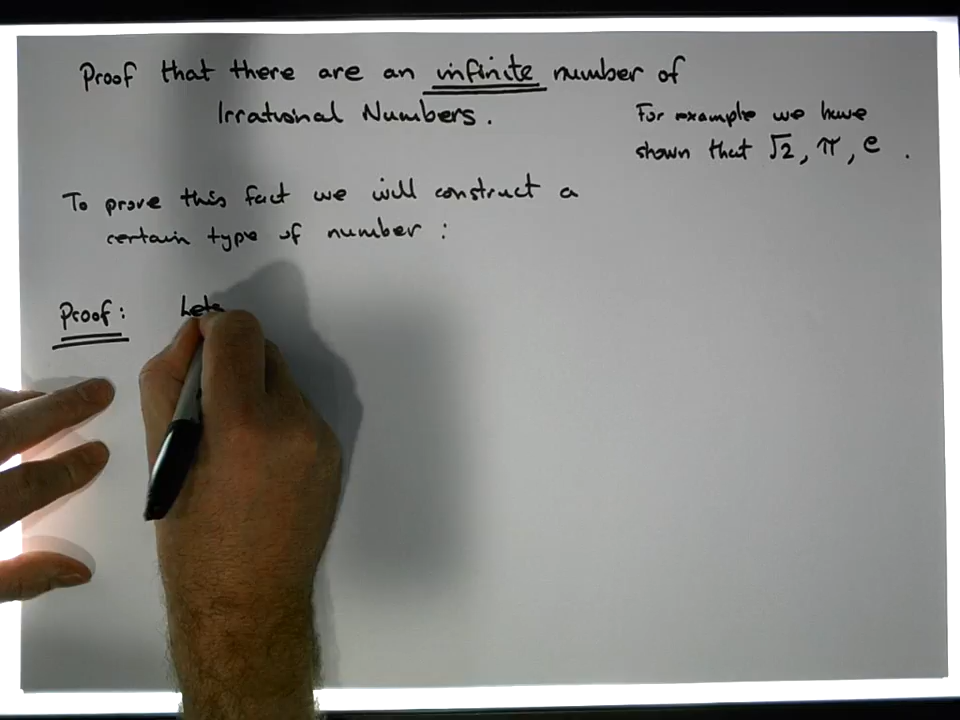 Proof that there are an infinite number of
Irrational Numbers.
For example we have
shown that √2, π, e.
To prove this fact we will construct a
certain type of number:
Proof: Lets